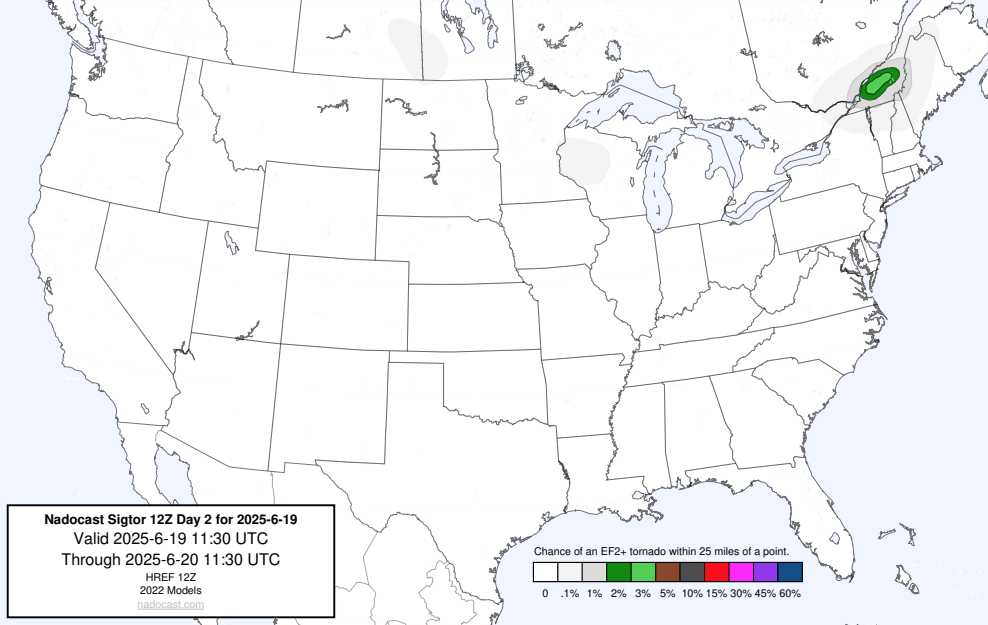 Nadocast Sigtor 12Z Day 2 for 2025-6-19
Valid 2025-6-19 11:30 UTC
Through 2025-6-20 11:30 UTC
HREF 12Z
2022 Models
nadocast.com
Chance of an EF2+ tornado within 25 miles of a point.
0 .1% 1% 2% 3% 5% 10% 15% 30% 45% 60%